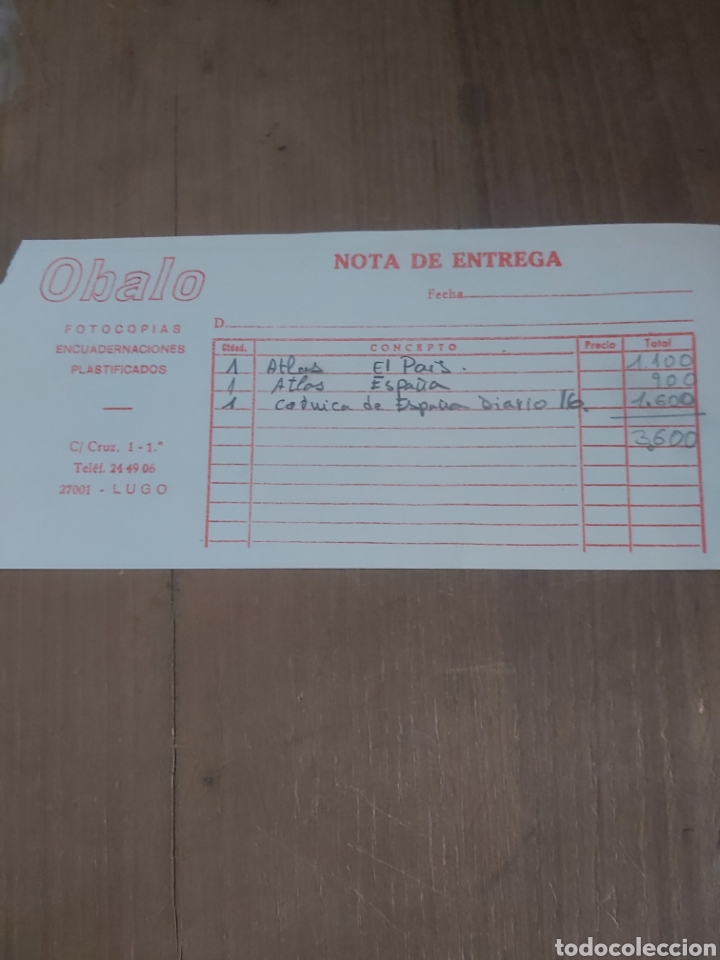 Obalo
FOTOCOPIAS
ENCUADERNACIONES
PLASTIFICADOS
C/ Cruz, 1 - 1.°
Teléf. 24 49 06
27001 - LUGO
NOTA DE ENTREGA
Fecha
D.
Ctdad. CONCEPTO Precio Total
1 Atlas El Pais. 1.100
1 Atlas España 900
1 de España Diario 16. 1.600
3,600
todocoleccion